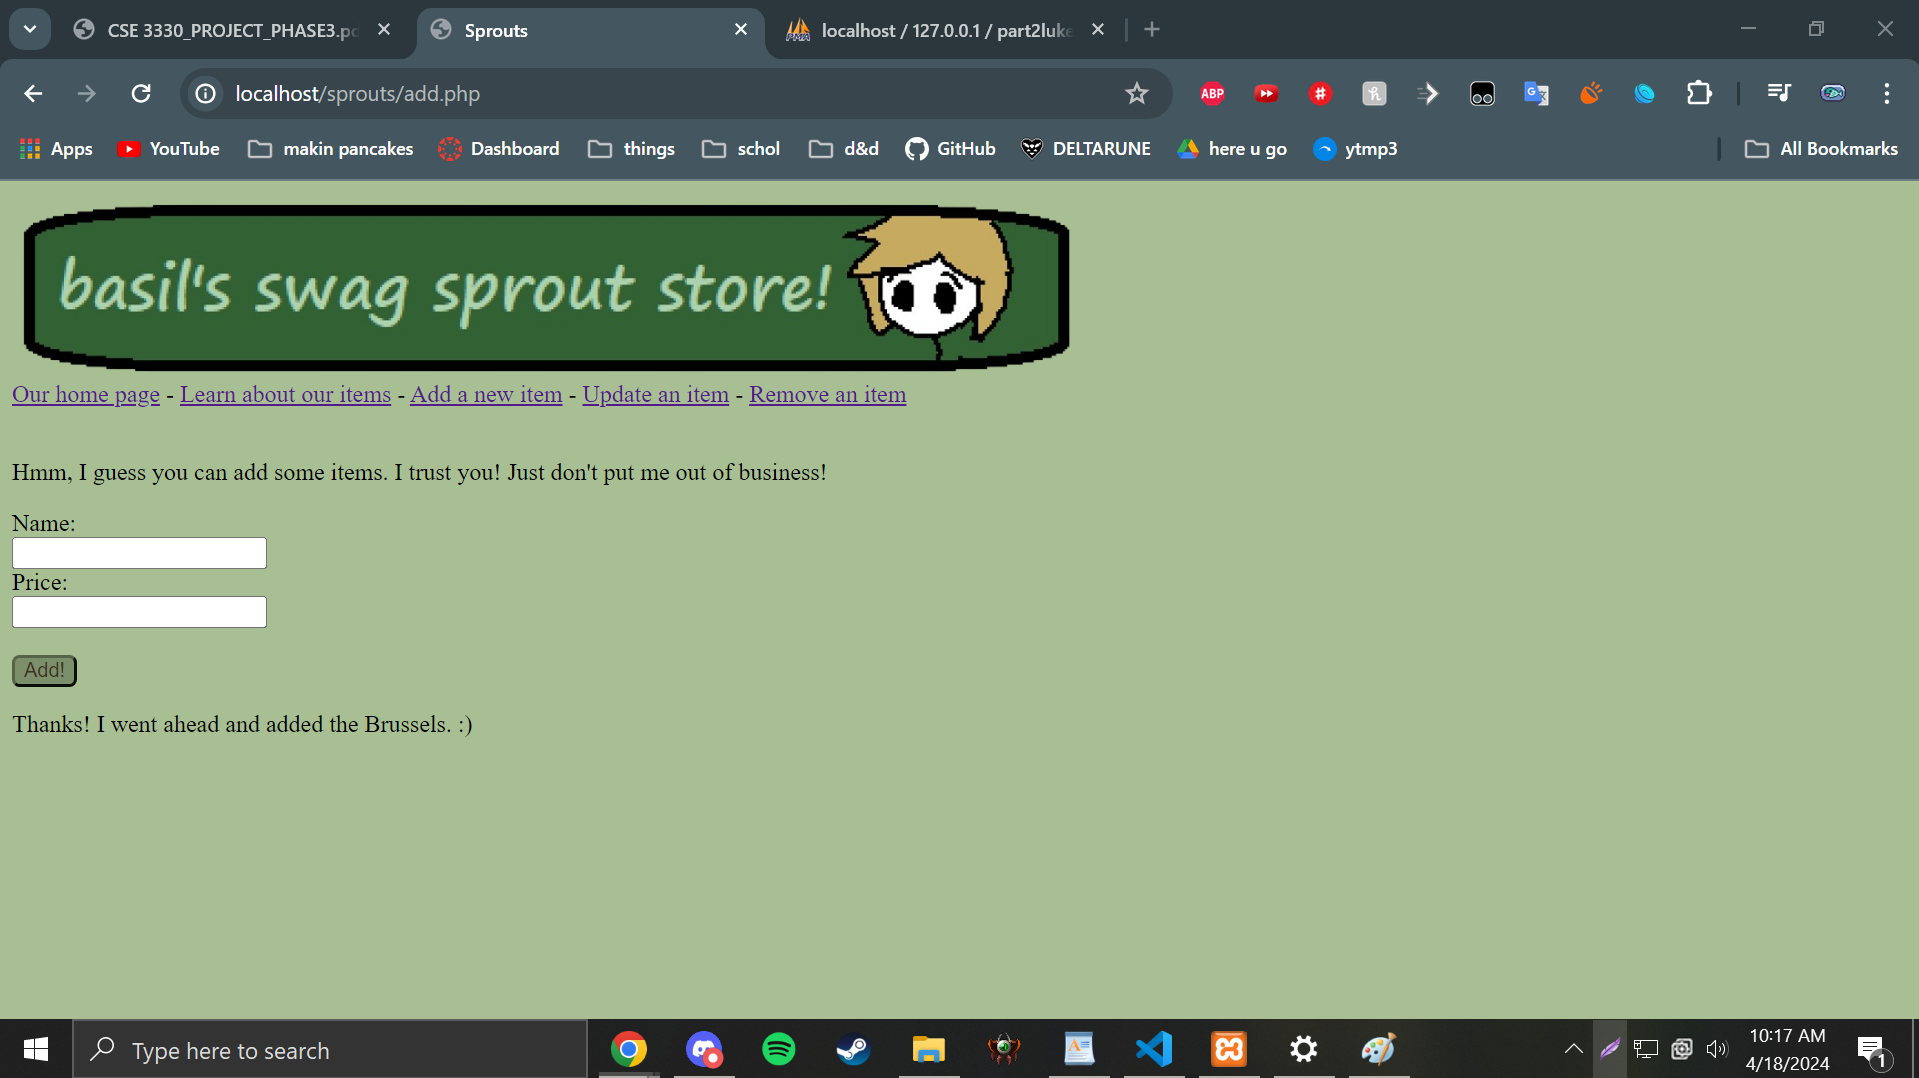 CSE 3330_PROJECT_PHASE3.pd
Sprouts
localhost / 127.0.0.1 / part2luke
localhost/sprouts/add.php
ABP
Apps
YouTube
makin pancakes
Dashboard
things
schol
d&d
GitHub
DELTARUNE
here u go
ytmp3
All Bookmarks
basil's swag sprout store!
Our home page - Learn about our items - Add a new item - Update an item - Remove an item
Hmm, I guess you can add some items. I trust you! Just don't put me out of business!
Name:
Price:
Add!
Thanks! I went ahead and added the Brussels. :)
Type here to search
10:17 AM
4/18/2024
1